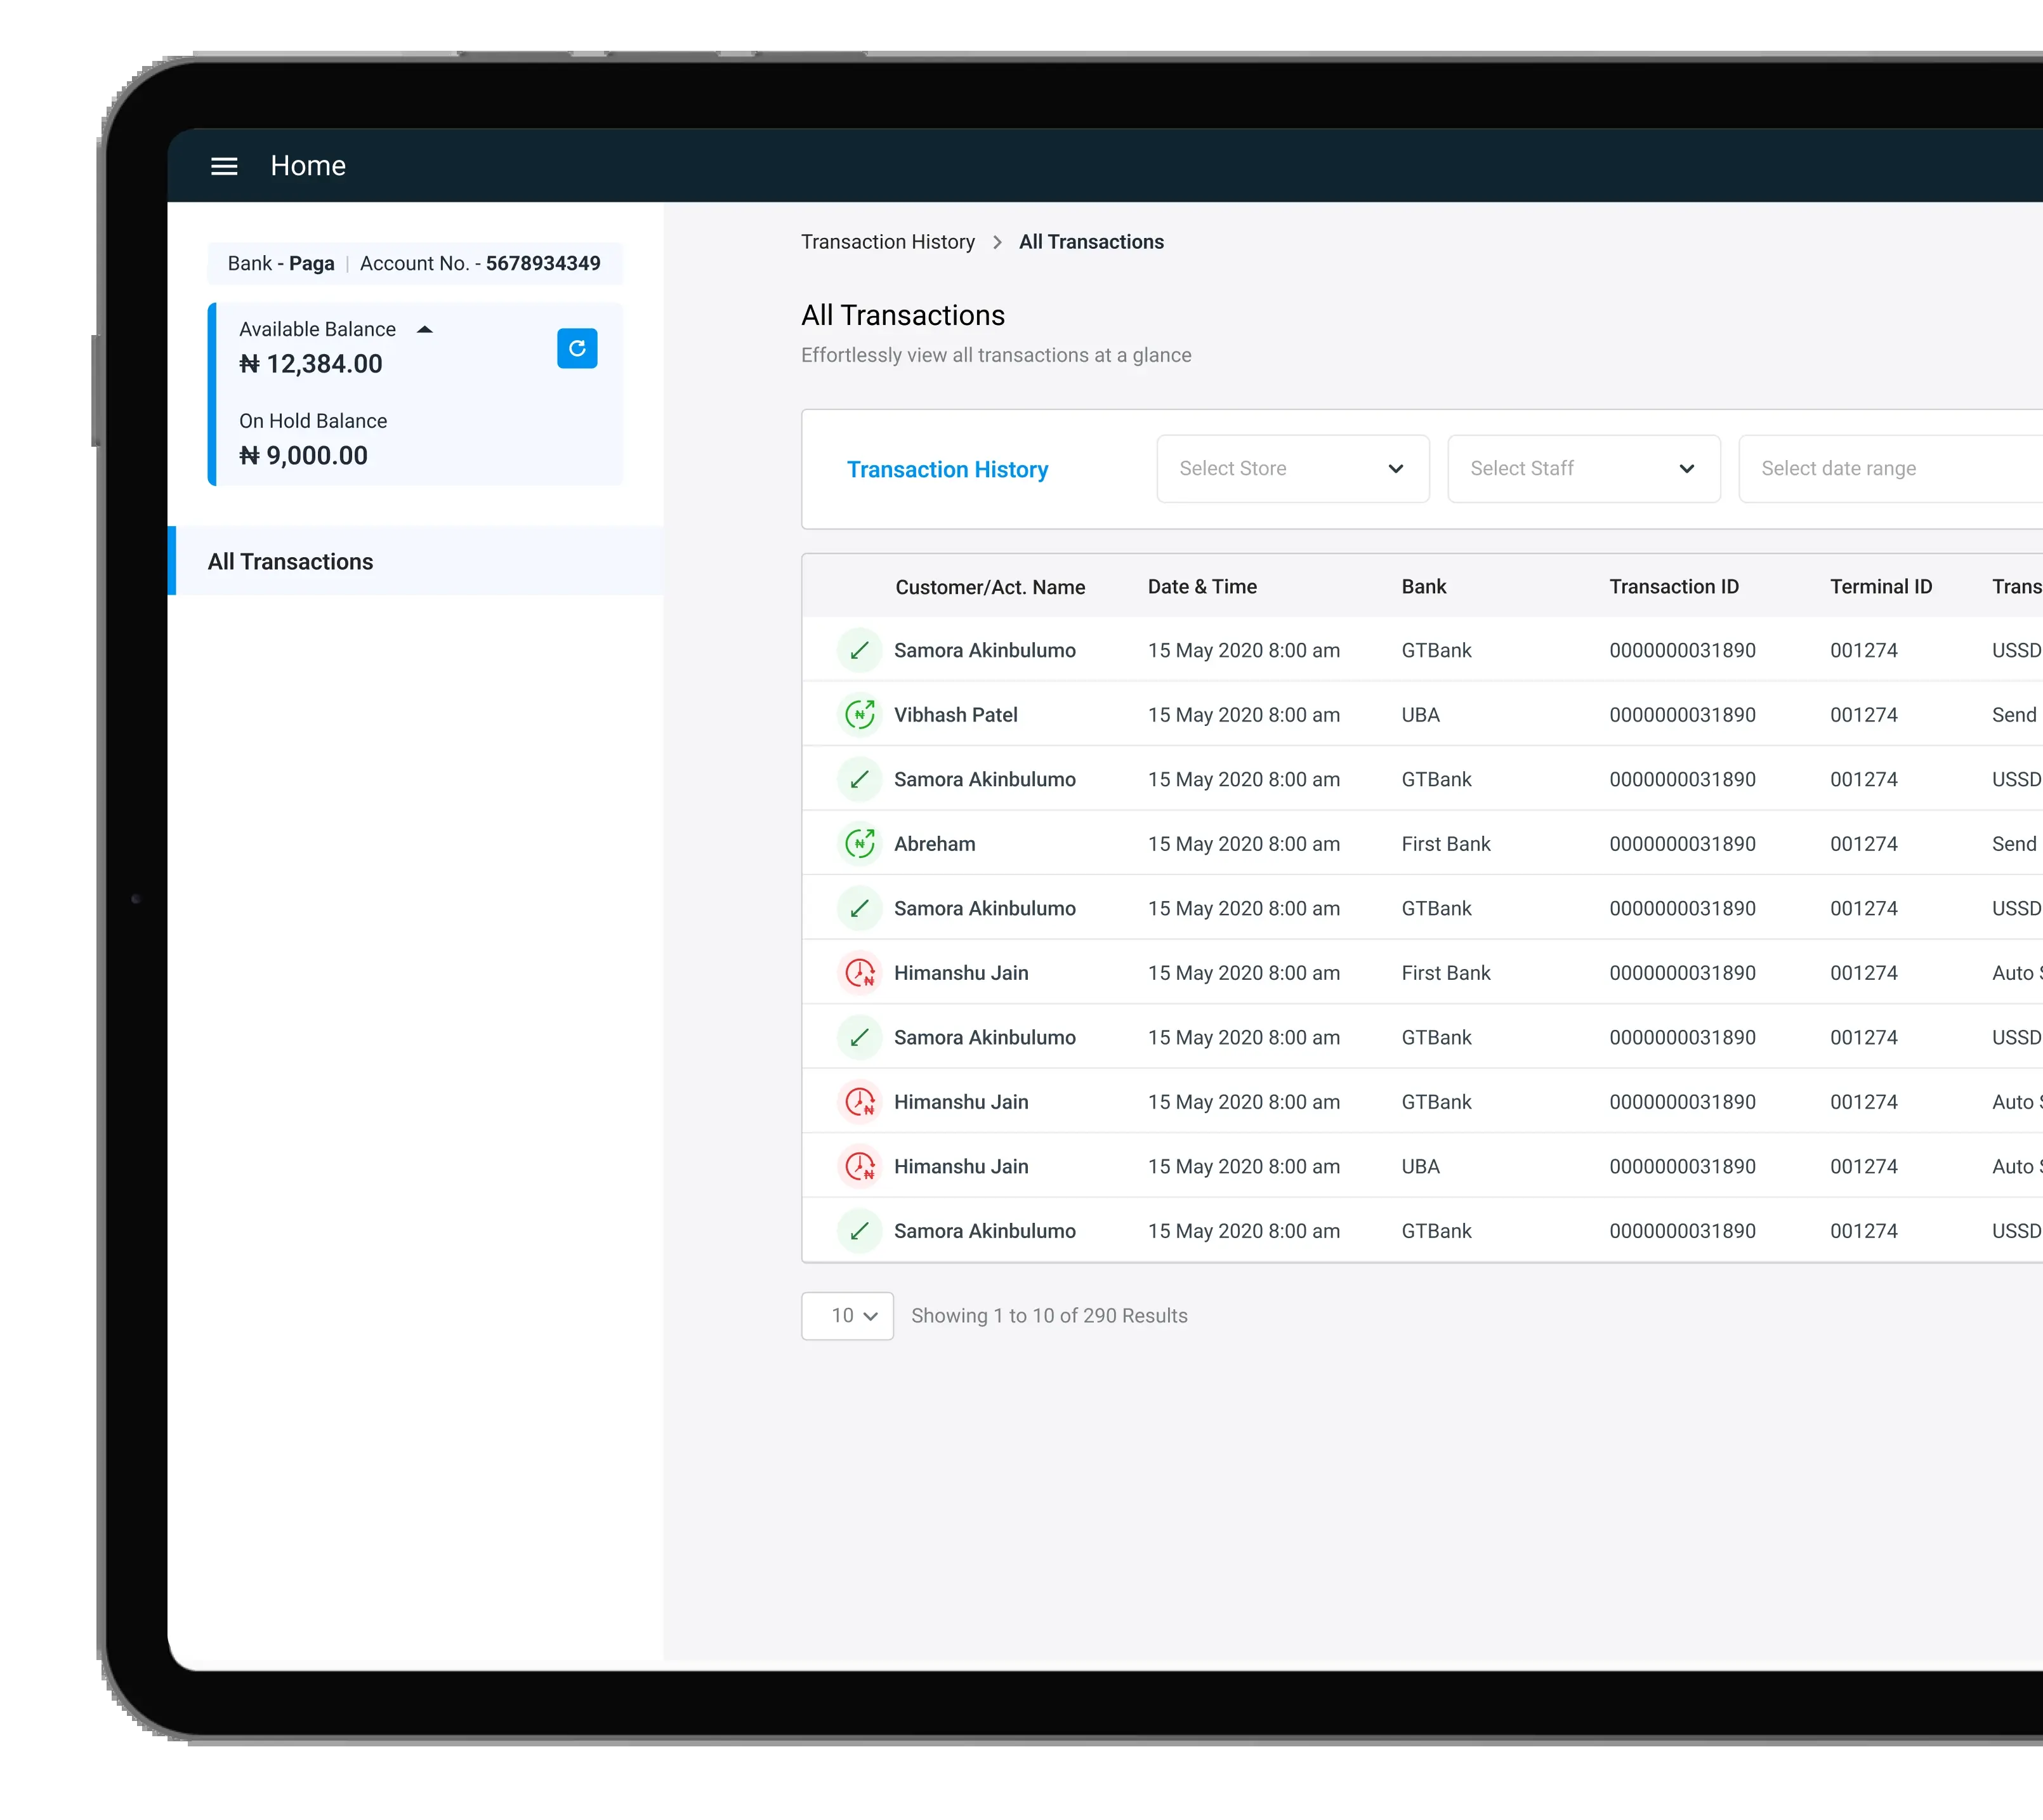 Home
Bank - Paga | Account No. - 5678934349
Available Balance
₦ 12,384.00
On Hold Balance
₦ 9,000.00
All Transactions
Transaction History > All Transactions
All Transactions
Effortlessly view all transactions at a glance
Transaction History Select Store Select Staff Select date range
Customer/Act. Name Date & Time Bank Transaction ID Terminal ID Trans
Samora Akinbulumo 15 May 2020 8:00 am GTBank 0000000031890 001274 USSD
Vibhash Patel 15 May 2020 8:00 am UBA 0000000031890 001274 Send
Samora Akinbulumo 15 May 2020 8:00 am GTBank 0000000031890 001274 USSD
Abreham 15 May 2020 8:00 am First Bank 0000000031890 001274 Send
Samora Akinbulumo 15 May 2020 8:00 am GTBank 0000000031890 001274 USSD
Himanshu Jain 15 May 2020 8:00 am First Bank 0000000031890 001274 Auto
Samora Akinbulumo 15 May 2020 8:00 am GTBank 0000000031890 001274 USSD
Himanshu Jain 15 May 2020 8:00 am GTBank 0000000031890 001274 Auto
Himanshu Jain 15 May 2020 8:00 am UBA 0000000031890 001274 Auto
Samora Akinbulumo 15 May 2020 8:00 am GTBank 0000000031890 001274 USSD
10 Showing 1 to 10 of 290 Results